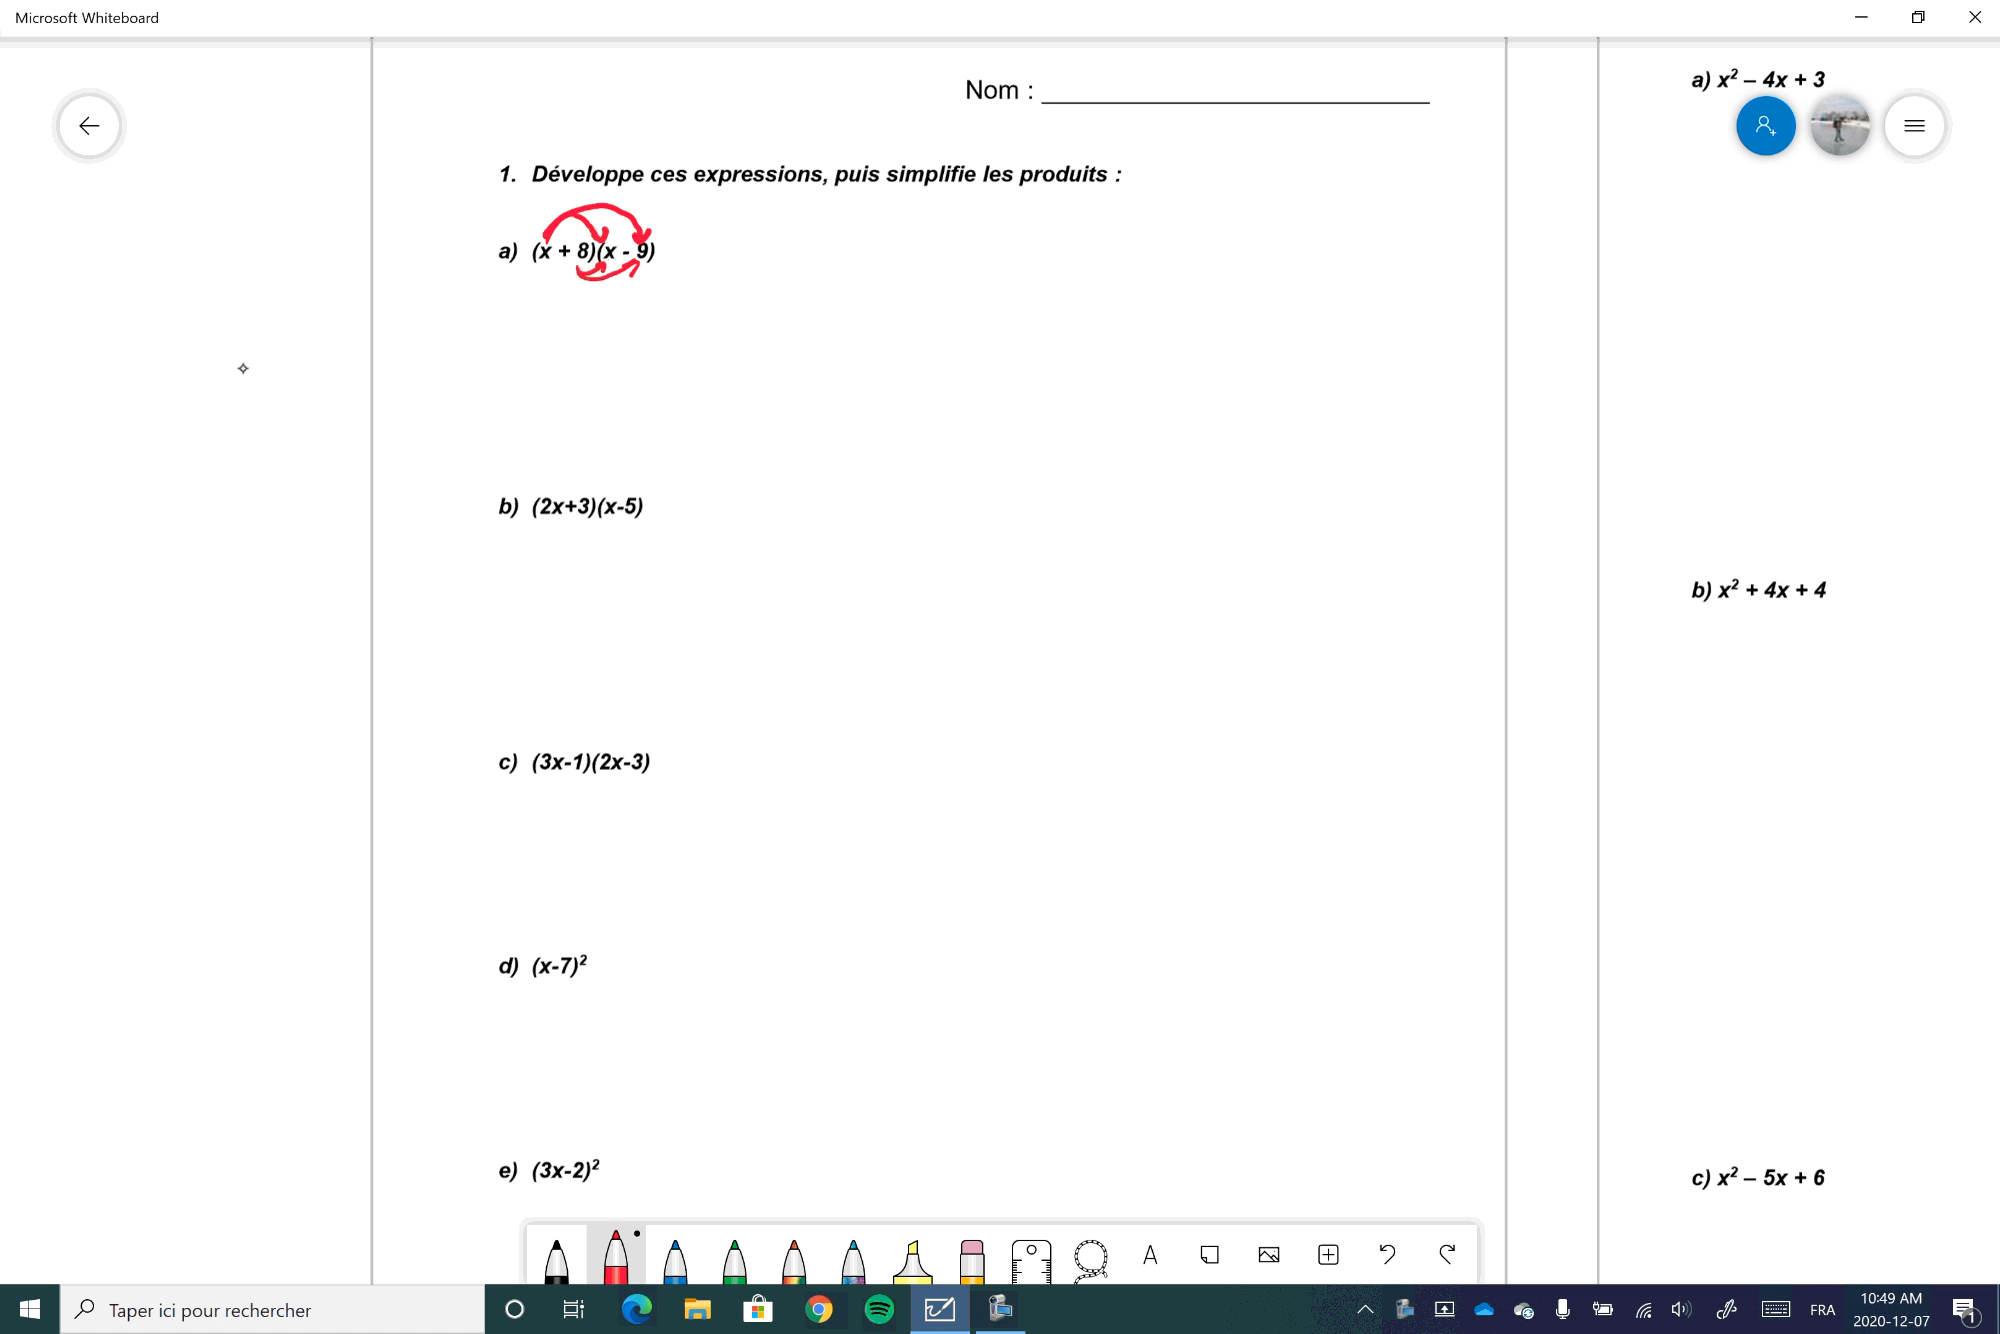 Microsoft Whiteboard
Nom :
1. Développe ces expressions, puis simplifie les produits :
a) (x + 8)(x - 9)
b) (2x+3)(x-5)
c) (3x-1)(2x-3)
d) (x-7)²
e) (3x-2)²
a) x² – 4x + 3
b) x² + 4x + 4
c) x² – 5x + 6
A
Taper ici pour rechercher
FRA
10:49 AM
2020-12-07
1